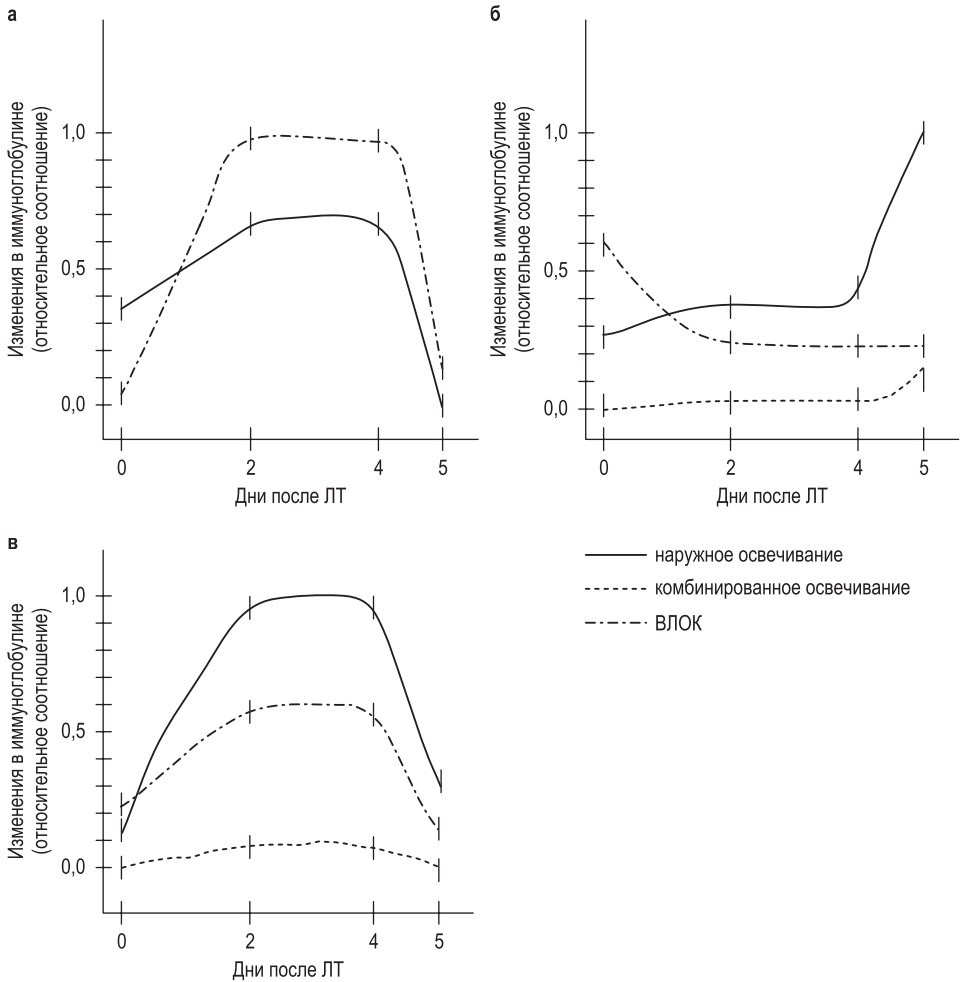 а
Изменения в иммуноглобулине
(относительное соотношение)
1,0
0,5
0,0
0
2
4
5
Дни после ЛТ
б
Изменения в иммуноглобулине
(относительное соотношение)
1,0
0,5
0,0
0
2
4
5
Дни после ЛТ
в
Изменения в иммуноглобулине
(относительное соотношение)
1,0
0,5
0,0
0
2
4
5
Дни после ЛТ
наружное освечивание
комбинированное освечивание
ВЛОК